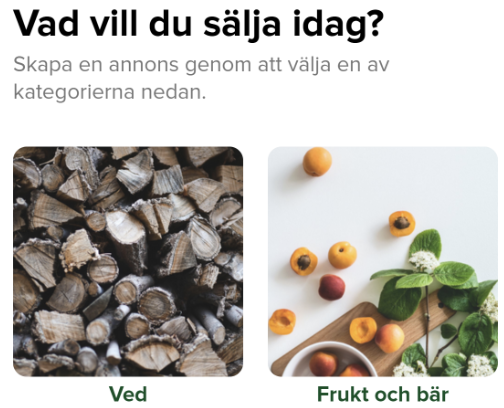 Vad vill du sälja idag?
Skapa en annons genom att välja en av
kategorierna nedan.
Ved
Frukt och bär